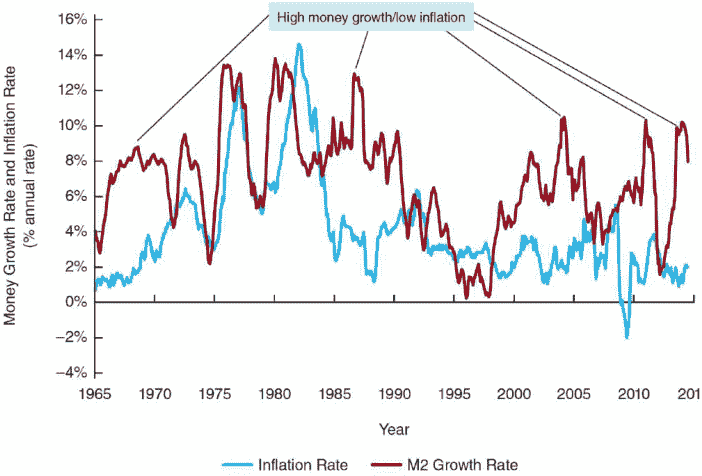 High money growth/low inflation
Money Growth Rate and Inflation Rate
(% annual rate)
16%
14%
12%
10%
8%
6%
4%
2%
0%
−2%
−4%
1965 1970 1975 1980 1985 1990 1995 2000 2005 2010 201
Year
Inflation Rate M2 Growth Rate